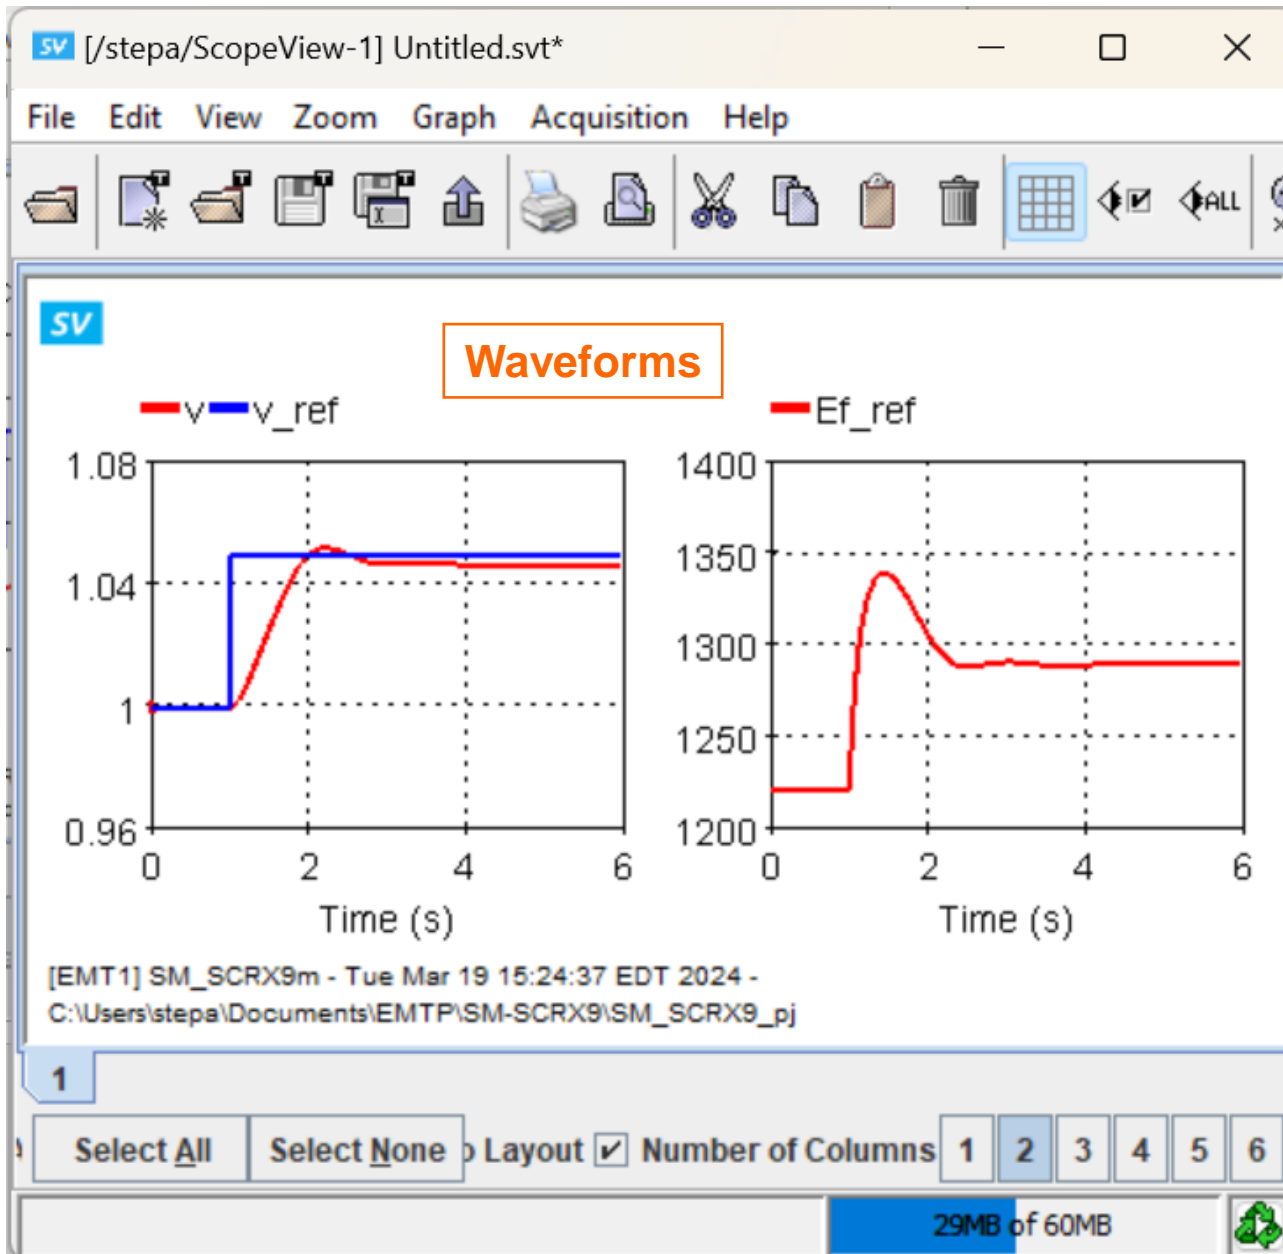 SV [/stepa/ScopeView-1] Untitled.svt*
File Edit View Zoom Graph Acquisition Help
T T T T X ALL
SV
Waveforms
v v_ref
1.08
1.04
1
0.96
0 2 4 6
Time (s)
Ef_ref
1400
1350
1300
1250
1200
0 2 4 6
Time (s)
[EMT1] SM_SCRX9m - Tue Mar 19 15:24:37 EDT 2024 -
C:\Users\stepa\Documents\EMTP\SM-SCRX9\SM_SCRX9_pj
1
Select All Select None Layout Number of Columns 1 2 3 4 5 6
29MB of 60MB